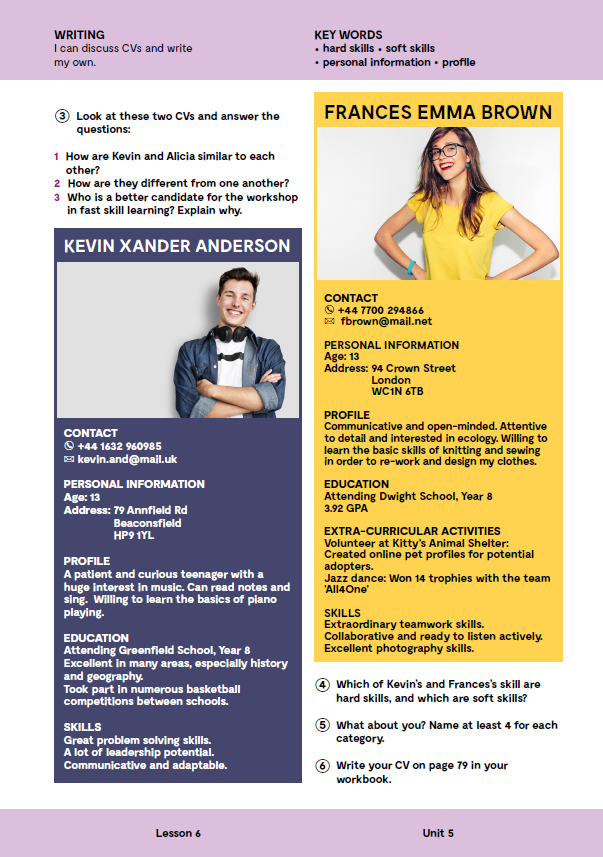 WRITING
I can discuss CVs and write
my own.
KEY WORDS
• hard skills • soft skills
• personal information • profile
3 Look at these two CVs and answer the
questions:
1 How are Kevin and Alicia similar to each
other?
2 How are they different from one another?
3 Who is a better candidate for the workshop
in fast skill learning? Explain why.
KEVIN XANDER ANDERSON
CONTACT
+44 1632 960985
kevin.and@mail.uk
PERSONAL INFORMATION
Age: 13
Address: 79 Annfield Rd
Beaconsfield
HP9 1YL
PROFILE
A patient and curious teenager with a
huge interest in music. Can read notes and
sing. Willing to learn the basics of piano
playing.
EDUCATION
Attending Greenfield School, Year 8
Excellent in many areas, especially history
and geography.
Took part in numerous basketball
competitions between schools.
SKILLS
Great problem solving skills.
A lot of leadership potential.
Communicative and adaptable.
FRANCES EMMA BROWN
CONTACT
+44 7700 294866
fbrown@mail.net
PERSONAL INFORMATION
Age: 13
Address: 94 Crown Street
London
WC1N 6TB
PROFILE
Communicative and open-minded. Attentive
to detail and interested in ecology. Willing to
learn the basic skills of knitting and sewing
in order to re-work and design my clothes.
EDUCATION
Attending Dwight School, Year 8
3.92 GPA
EXTRA-CURRICULAR ACTIVITIES
Volunteer at Kitty's Animal Shelter:
Created online pet profiles for potential
adopters.
Jazz dance: Won 14 trophies with the team
'All4One'
SKILLS
Extraordinary teamwork skills.
Collaborative and ready to listen actively.
Excellent photography skills.
4 Which of Kevin's and Frances's skill are
hard skills, and which are soft skills?
5 What about you? Name at least 4 for each
category.
6 Write your CV on page 79 in your
workbook.
Lesson 6
Unit 5